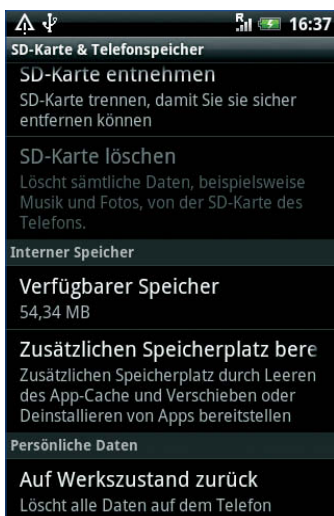 R
16:37
SD-Karte & Telefonspeicher
SD-Karte entnehmen
SD-Karte trennen, damit Sie sie sicher
entfernen können
SD-Karte löschen
Löscht sämtliche Daten, beispielsweise
Musik und Fotos, von der SD-Karte des
Telefons.
Interner Speicher
Verfügbarer Speicher
54,34 MB
Zusätzlichen Speicherplatz bere
Zusätzlichen Speicherplatz durch Leeren
des App-Cache und Verschieben oder
Deinstallieren von Apps bereitstellen
Persönliche Daten
Auf Werkszustand zurück
Löscht alle Daten auf dem Telefon